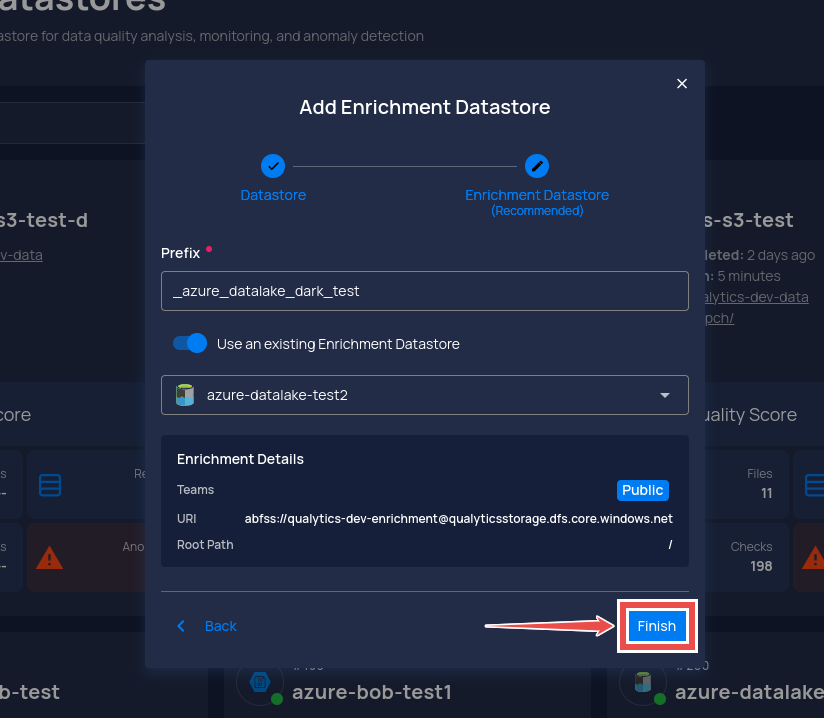 atastores
astore for data quality analysis, monitoring, and anomaly detection
Add Enrichment Datastore
Datastore
Enrichment Datastore
(Recommended)
s3-test-d
v-data
s-s3-test
leted: 2 days ago
n: 5 minutes
alytics-dev-data
pch/
Prefix
_azure_datalake_dark_test
Use an existing Enrichment Datastore
azure-datalake-test2
core
uality Score
Enrichment Details
Teams
Public
URI
abfss://qualytics-dev-enrichment@qualyticsstorage.dfs.core.windows.net
Root Path
/
s
--
Re
Files
11
s
--
Ano
Checks
198
Back
Finish
b-test
azure-bob-test1
azure-datalake